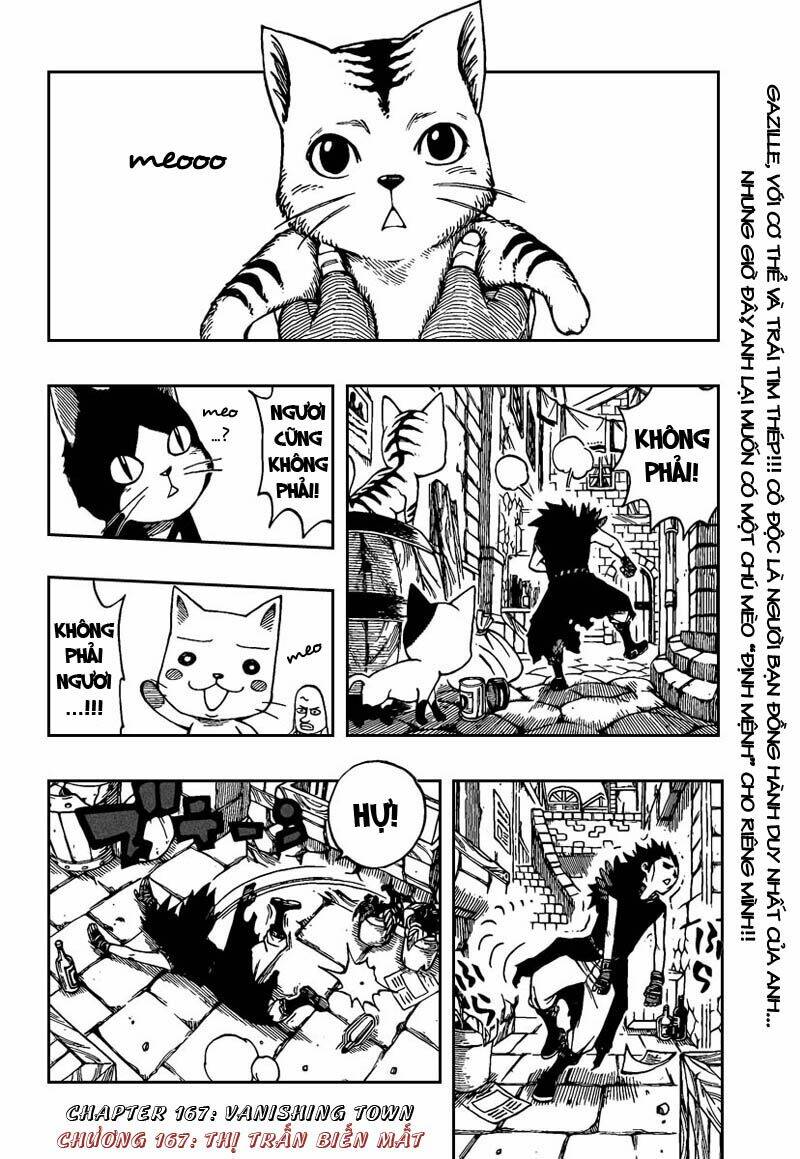 GAZILLE, VỚI CƠ THỂ VÀ TRÁI TIM THÉP!!! CÔ ĐỘC LÀ NGƯỜI BẠN ĐỒNG HÀNH DUY NHẤT CỦA ANH...
NHƯNG GIỜ ĐÂY ANH LẠI MUỐN CÓ MỘT CHÚ MÈO "ĐỊNH MỆNH" CHO RIÊNG MÌNH!!
meooo
NGƯƠI
CŨNG
KHÔNG
PHẢI!
meo
...?
KHÔNG
PHẢI!
KHÔNG
PHẢI
NGƯƠI
...!!!
meo
HỰ!
CHAPTER 167: VANISHING TOWN
CHƯƠNG 167: THỊ TRẤN BIẾN MẤT